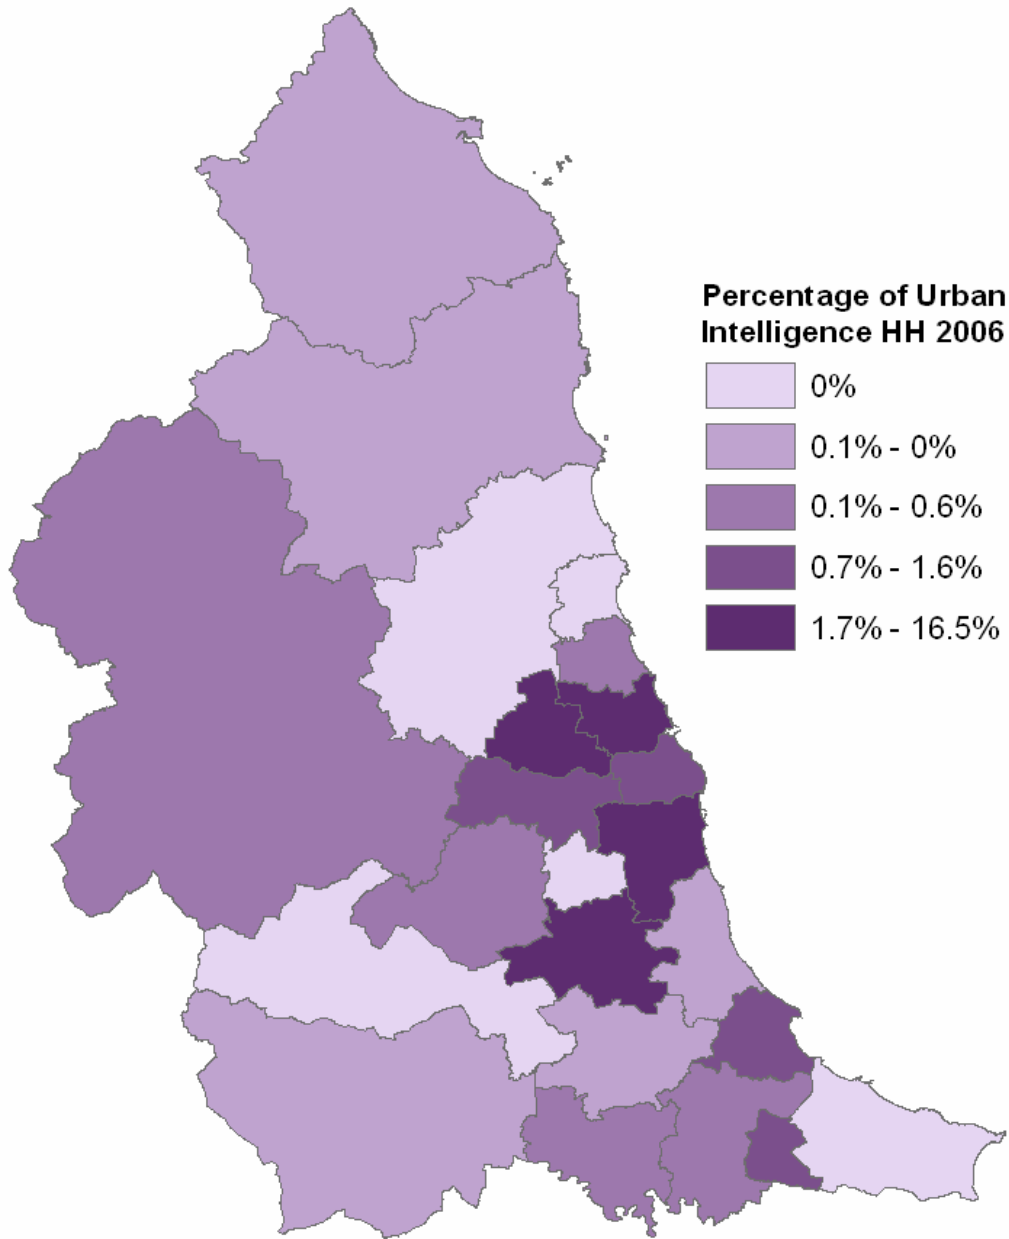 Percentage of Urban
Intelligence HH 2006
0%
0.1% - 0%
0.1% - 0.6%
0.7% - 1.6%
1.7% - 16.5%